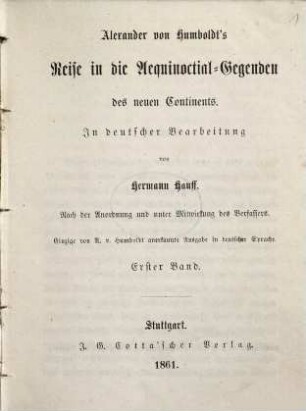 Alexander von Humboldt's
Reise in die Aequinoctial-Gegenden
des neuen Continents.
In deutscher Bearbeitung
von
Hermann Hauff.
Nach der Anordnung und unter Mitwirkung des Verfassers.
Einzige von A. v. Humboldt anerkannte Ausgabe in deutscher Sprache.
Erster Band.
Stuttgart.
J. G. Cotta'scher Verlag.
1861.